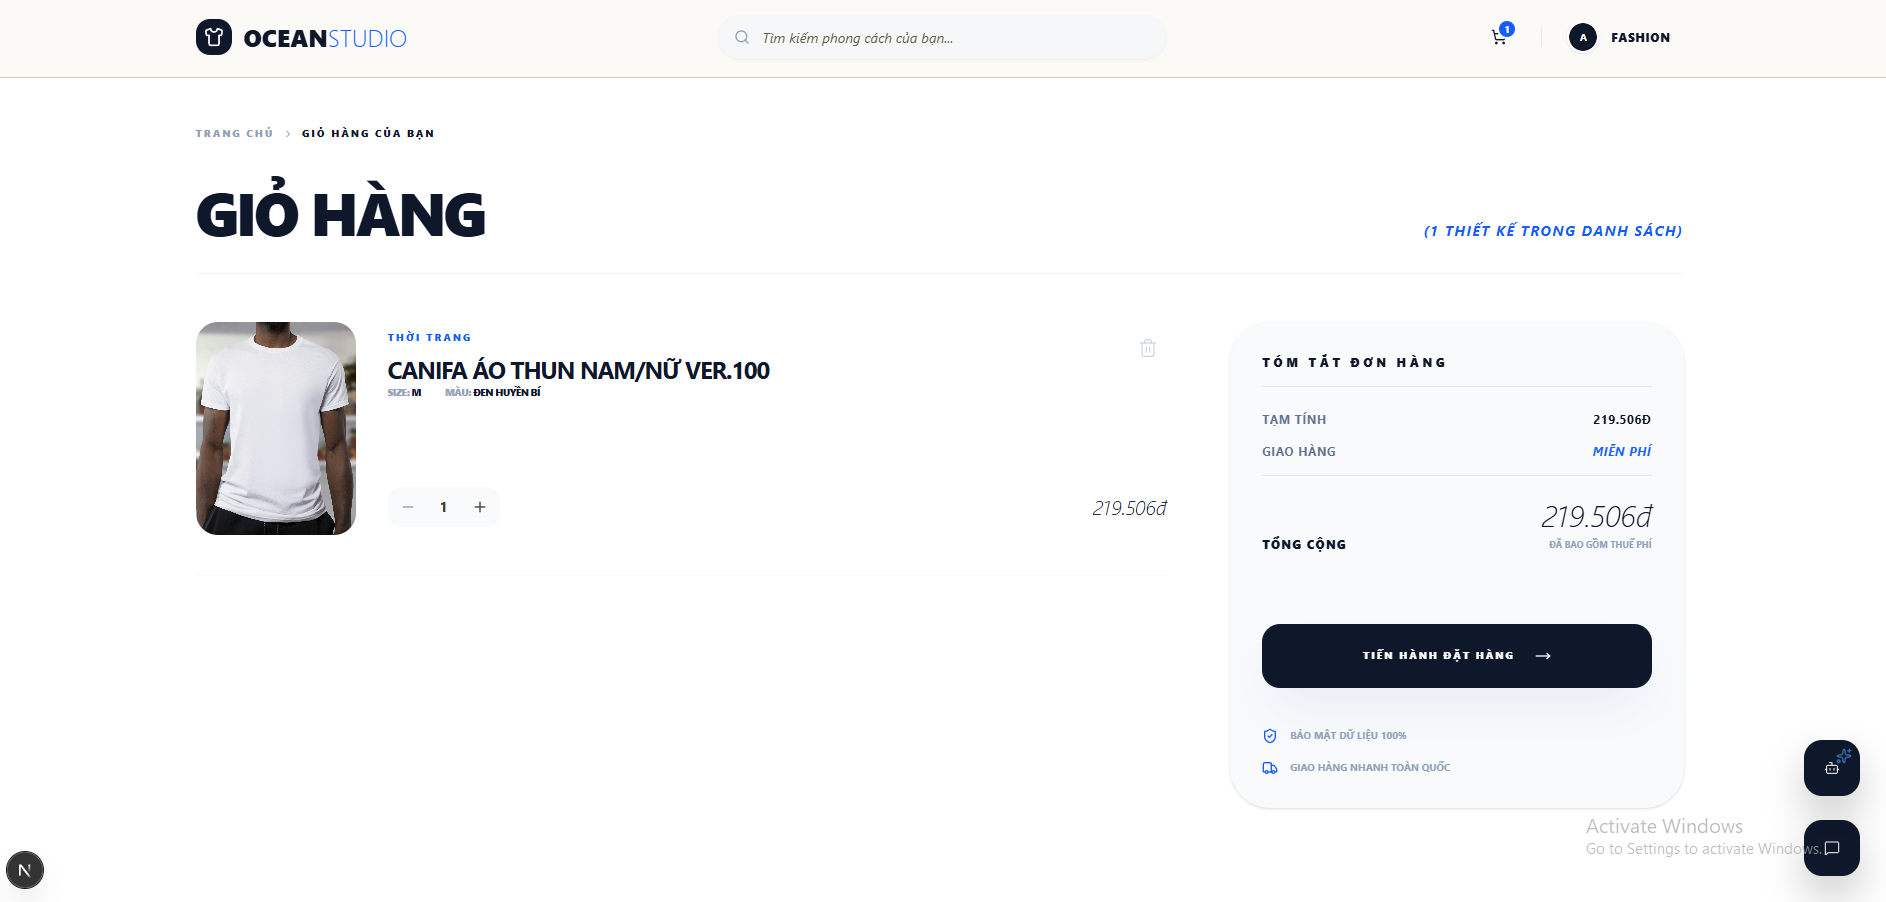 OCEANSTUDIO
Tìm kiếm phong cách của bạn...
1
A
FASHION
TRANG CHỦ > GIỎ HÀNG CỦA BẠN
GIỎ HÀNG
(1 THIẾT KẾ TRONG DANH SÁCH)
THỜI TRANG
CANIFA ÁO THUN NAM/NỮ VER.100
SIZE: M MÀU: ĐEN HUYỀN BÍ
− 1 +
219.506đ
TÓM TẮT ĐƠN HÀNG
TẠM TÍNH 219.506Đ
GIAO HÀNG MIỄN PHÍ
TỔNG CỘNG 219.506đ
ĐÃ BAO GỒM THUẾ PHÍ
TIẾN HÀNH ĐẶT HÀNG →
BẢO MẬT DỮ LIỆU 100%
GIAO HÀNG NHANH TOÀN QUỐC
Activate Windows
Go to Settings to activate Windows.
N